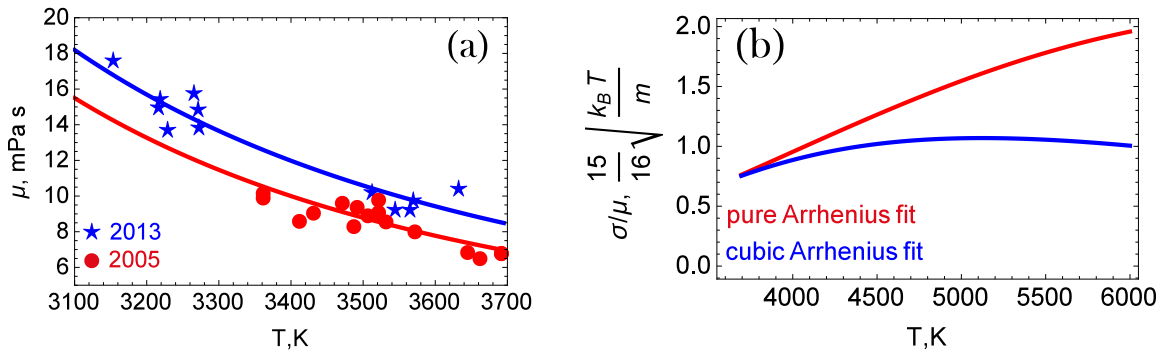 20
18
16
14
12
10
8
6
μ, mPa s
(a)
2013
2005
3100 3200 3300 3400 3500 3600 3700
T,K
2.0
1.5
1.0
0.5
0.0
σ/μ, 15/16 √(k_B T/m)
(b)
pure Arrhenius fit
cubic Arrhenius fit
4000 4500 5000 5500 6000
T,K